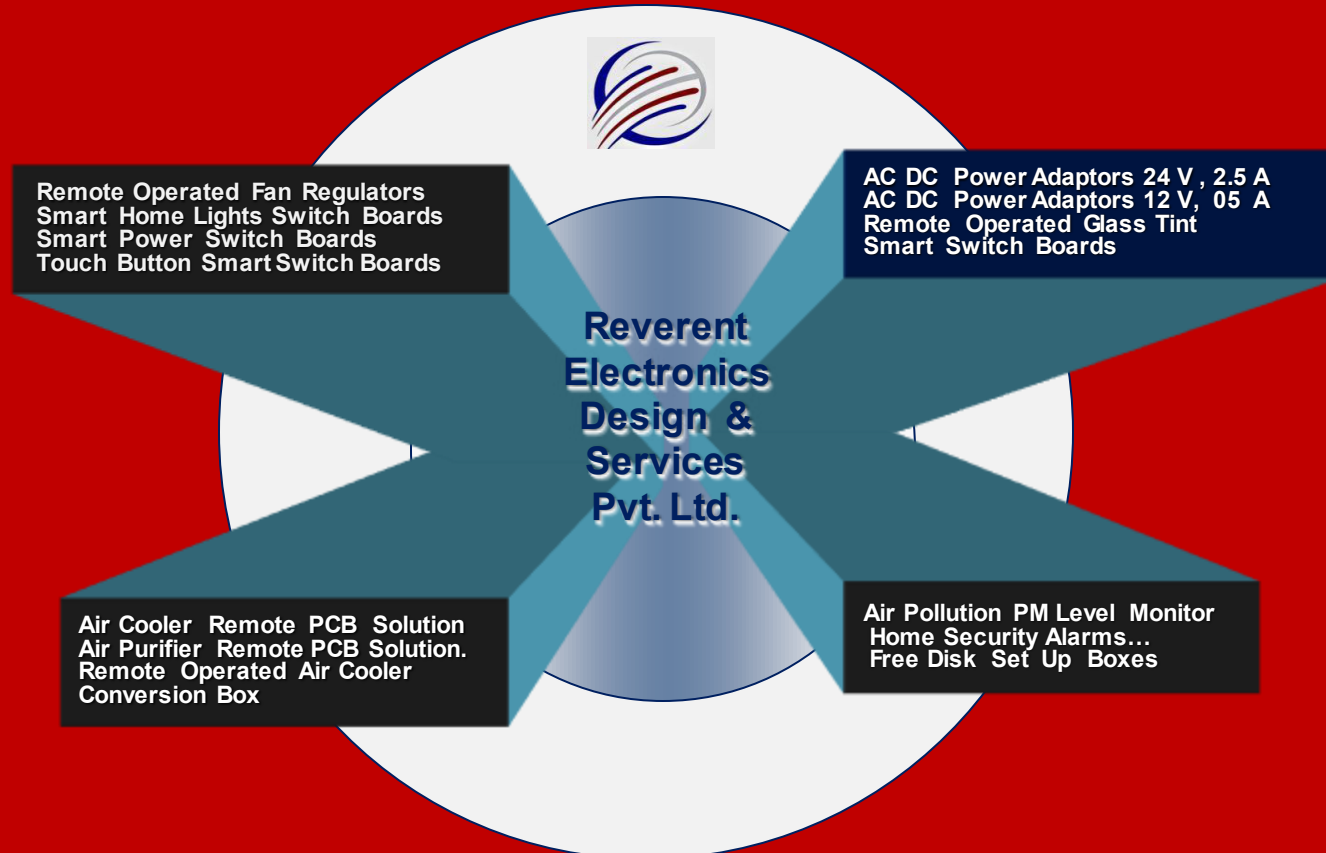 Remote Operated Fan Regulators
Smart Home Lights Switch Boards
Smart Power Switch Boards
Touch Button Smart Switch Boards
AC DC Power Adaptors 24 V , 2.5 A
AC DC Power Adaptors 12 V, 05 A
Remote Operated Glass Tint
Smart Switch Boards
Reverent
Electronics
Design &
Services
Pvt. Ltd.
Air Cooler Remote PCB Solution
Air Purifier Remote PCB Solution.
Remote Operated Air Cooler
Conversion Box
Air Pollution PM Level Monitor
Home Security Alarms...
Free Disk Set Up Boxes